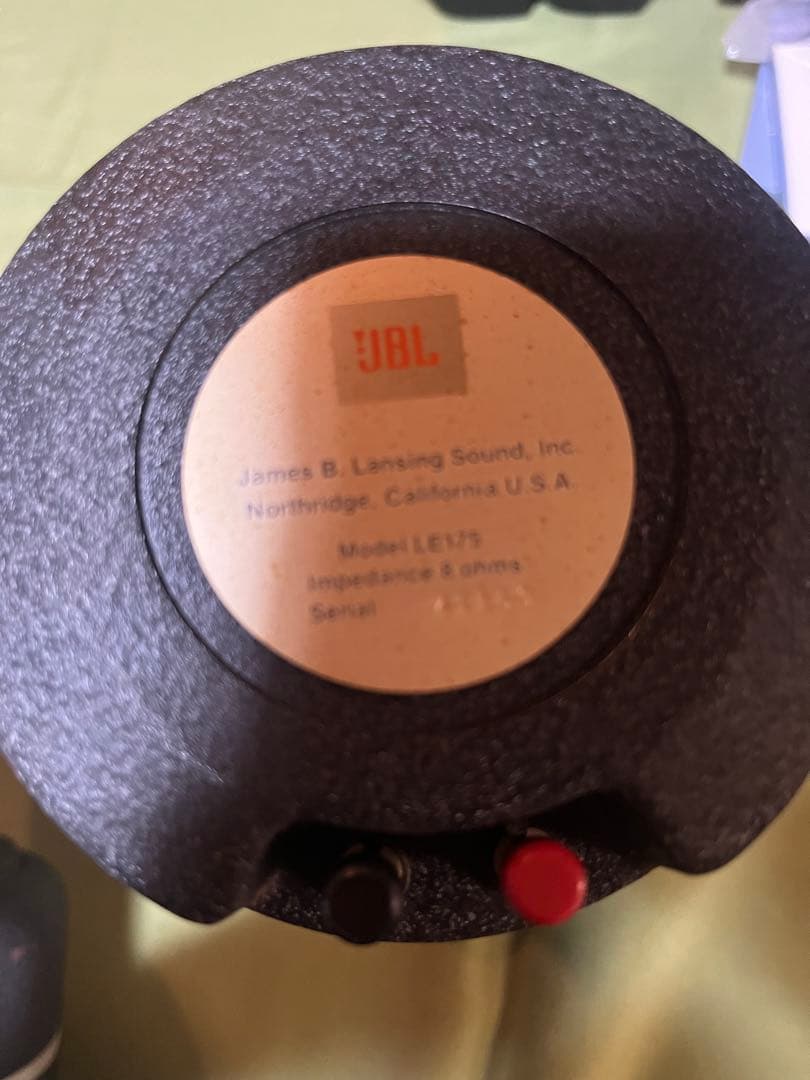 JBL
James B. Lansing Sound, Inc.
Northridge, California U.S.A.
Model LE175
Impedance 8 ohms
Serial